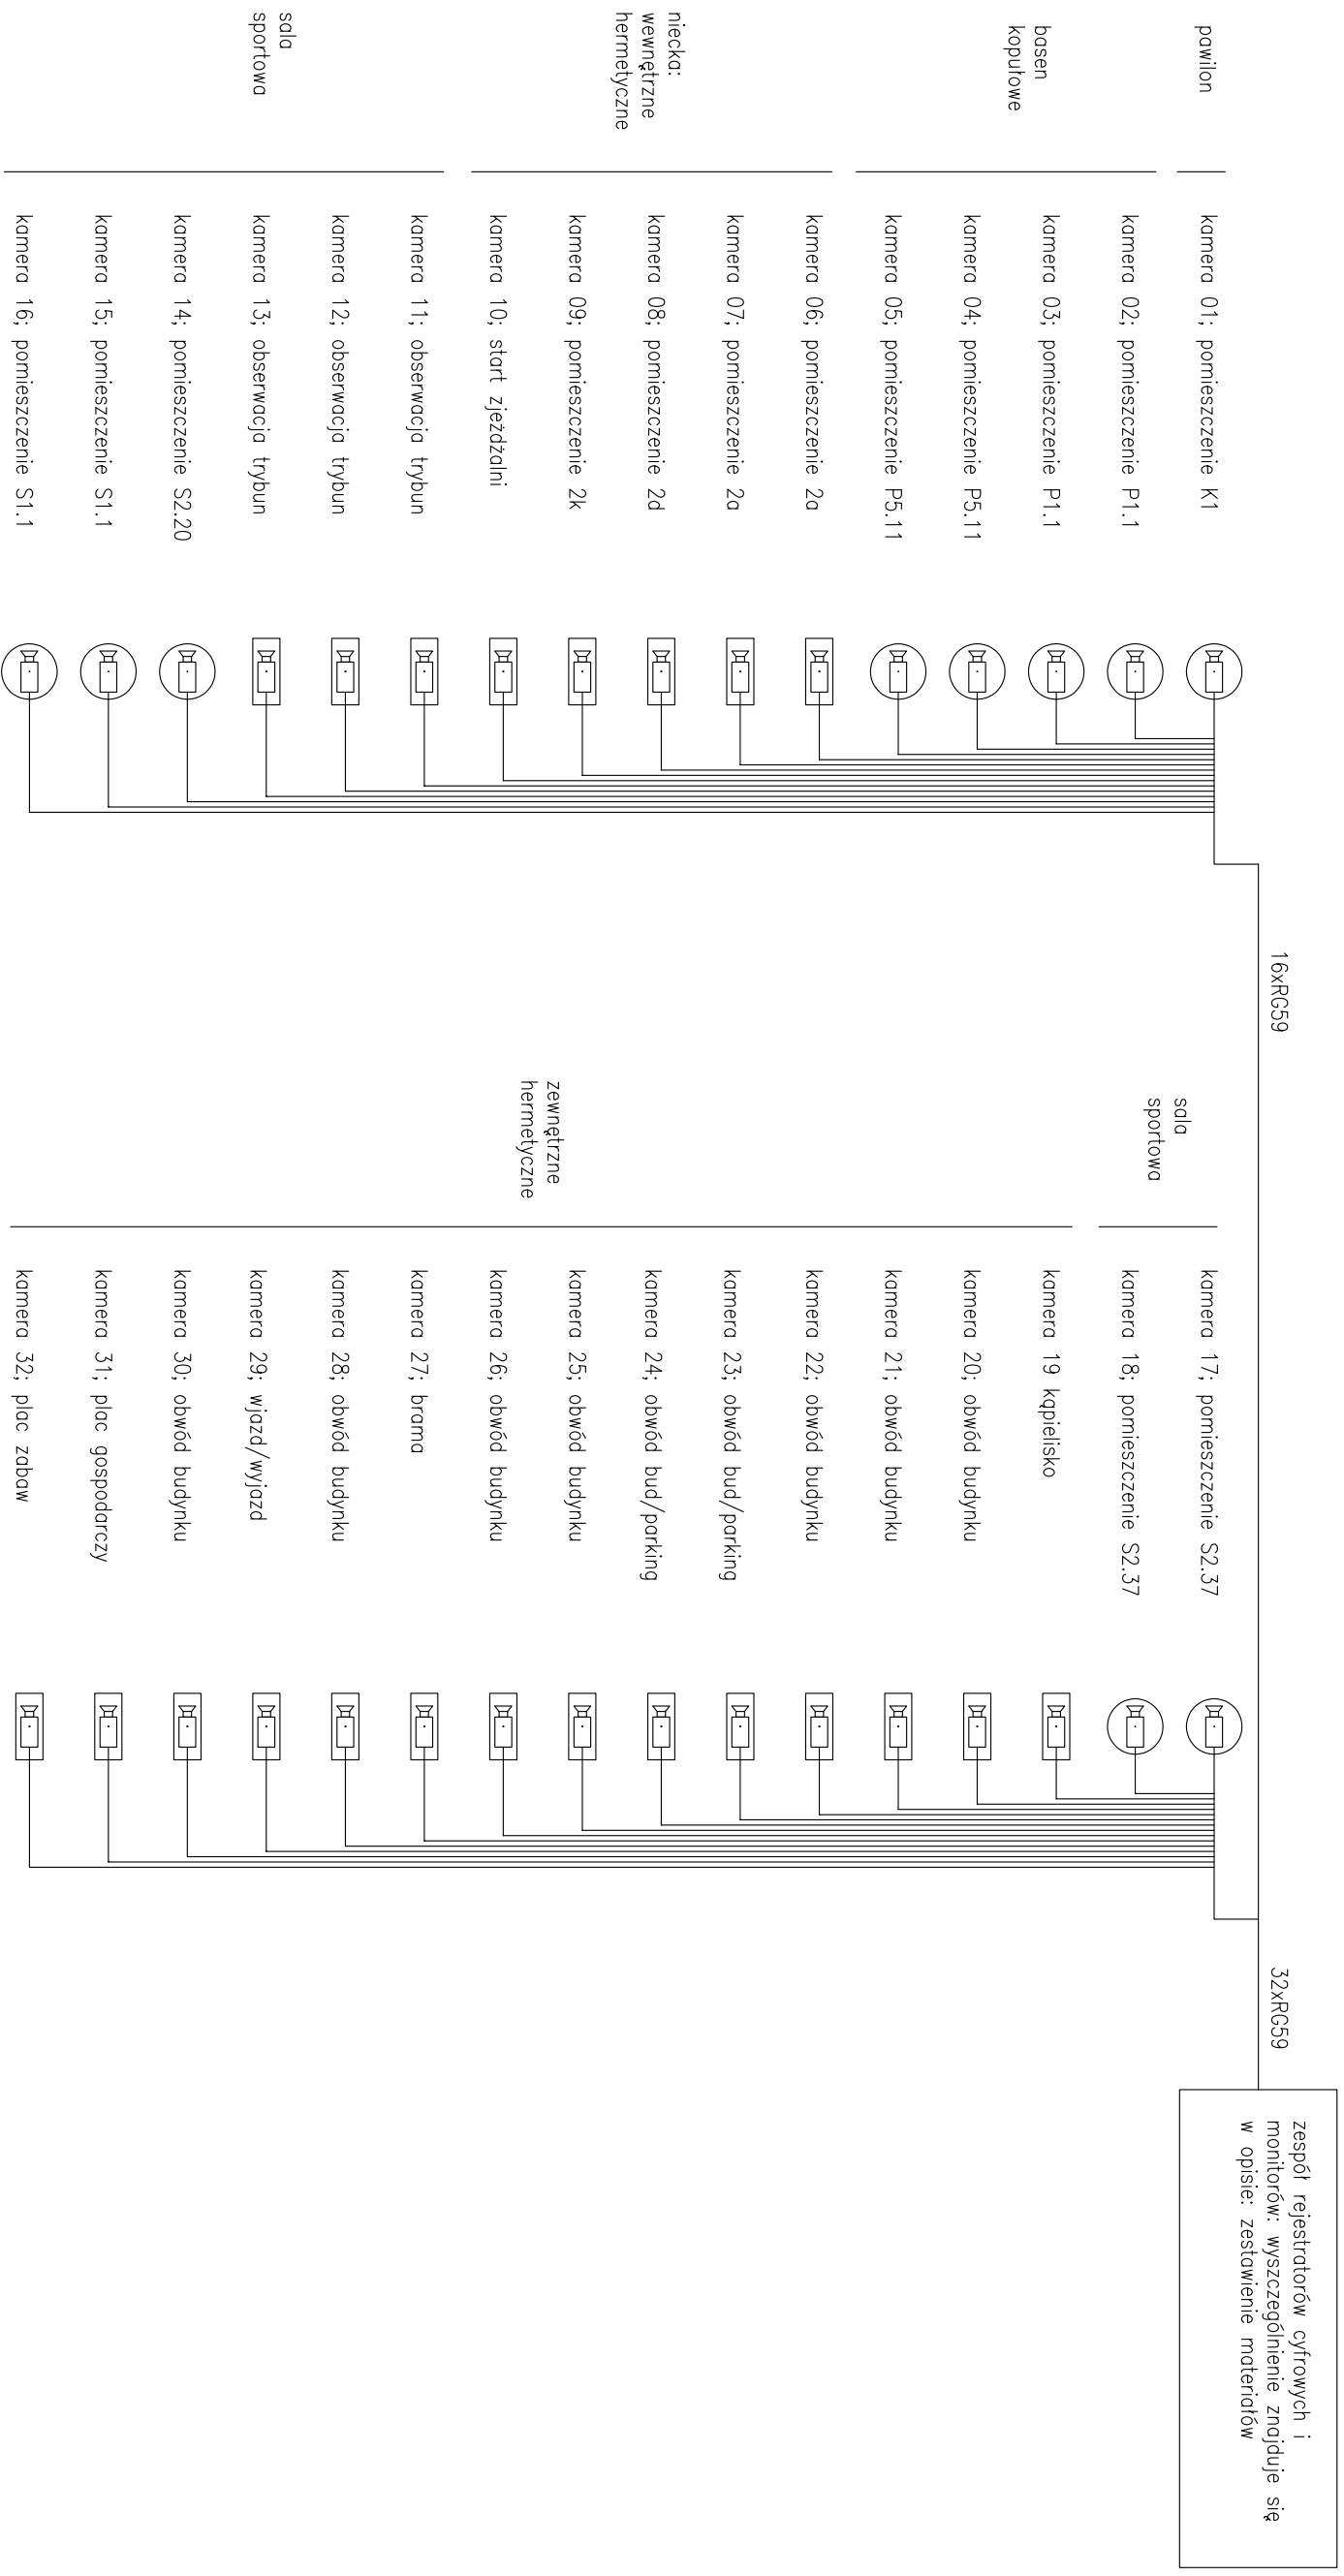 pawilon
kamera 01; pomieszczenie K1
basen
kopułowe
kamera 02; pomieszczenie P1.1
kamera 03; pomieszczenie P1.1
kamera 04; pomieszczenie P5.11
kamera 05; pomieszczenie P5.11
niecka:
wewnętrzne
hermetyczne
kamera 06; pomieszczenie 2a
kamera 07; pomieszczenie 2a
kamera 08; pomieszczenie 2d
kamera 09; pomieszczenie 2k
kamera 10; start zjeżdżalni
sala
sportowa
kamera 11; obserwacja trybun
kamera 12; obserwacja trybun
kamera 13; obserwacja trybun
kamera 14; pomieszczenie S2.20
kamera 15; pomieszczenie S1.1
kamera 16; pomieszczenie S1.1
16xRG59
sala
sportowa
kamera 17; pomieszczenie S2.37
kamera 18; pomieszczenie S2.37
zewnętrzne
hermetyczne
kamera 19 kąpielisko
kamera 20; obwód budynku
kamera 21; obwód budynku
kamera 22; obwód budynku
kamera 23; obwód bud/parking
kamera 24; obwód bud/parking
kamera 25; obwód budynku
kamera 26; obwód budynku
kamera 27; brama
kamera 28; obwód budynku
kamera 29; wjazd/wyjazd
kamera 30; obwód budynku
kamera 31; plac gospodarczy
kamera 32; plac zabaw
32xRG59
zespół rejestratorów cyfrowych i
monitorów: wyszczególnienie znajduje się
w opisie: zestawienie materiałów